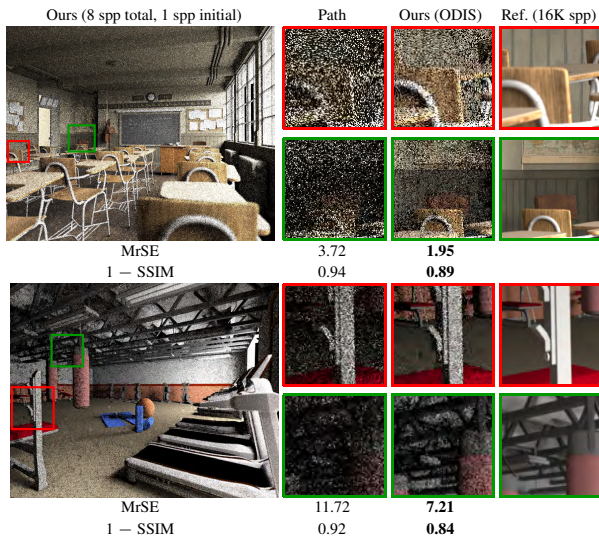 Ours (8 spp total, 1 spp initial) Path Ours (ODIS) Ref. (16K spp)
MrSE 3.72 1.95
1 − SSIM 0.94 0.89
MrSE 11.72 7.21
1 − SSIM 0.92 0.84